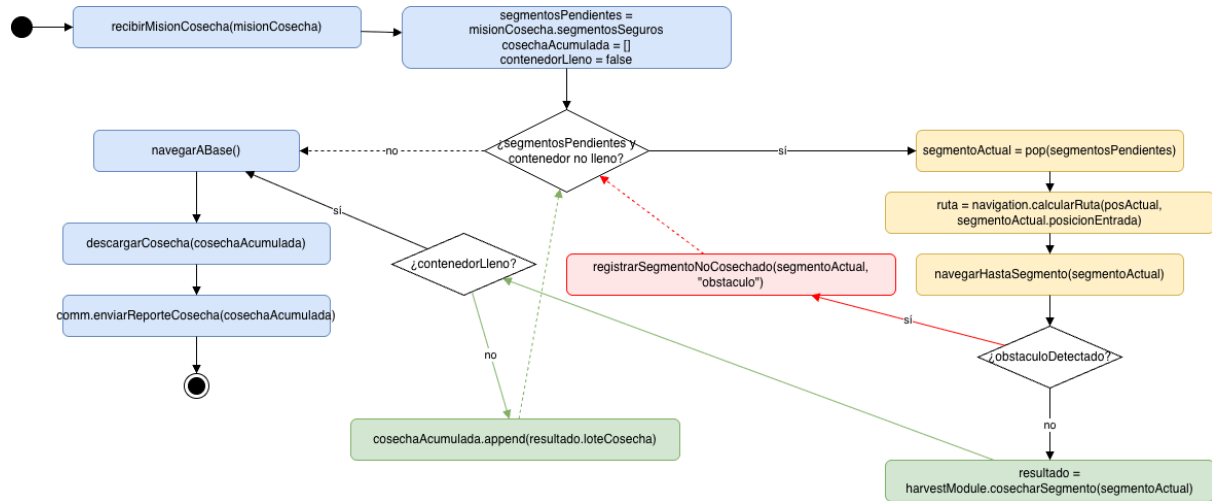 recibirMisionCosecha(misionCosecha)
segmentosPendientes =
misionCosecha.segmentosSeguros
cosechaAcumulada = []
contenedorLleno = false
¿segmentosPendientes y
contenedor no lleno?
no
sí
navegarABase()
segmentoActual = pop(segmentosPendientes)
ruta = navigation.calcularRuta(posActual,
segmentoActual.posicionEntrada)
sí
descargarCosecha(cosechaAcumulada)
¿contenedorLleno?
registrarSegmentoNoCosechado(segmentoActual,
"obstaculo")
navegarHastaSegmento(segmentoActual)
comm.enviarReporteCosecha(cosechaAcumulada)
sí
no
¿obstaculoDetectado?
no
cosechaAcumulada.append(resultado.loteCosecha)
resultado =
harvestModule.cosecharSegmento(segmentoActual)